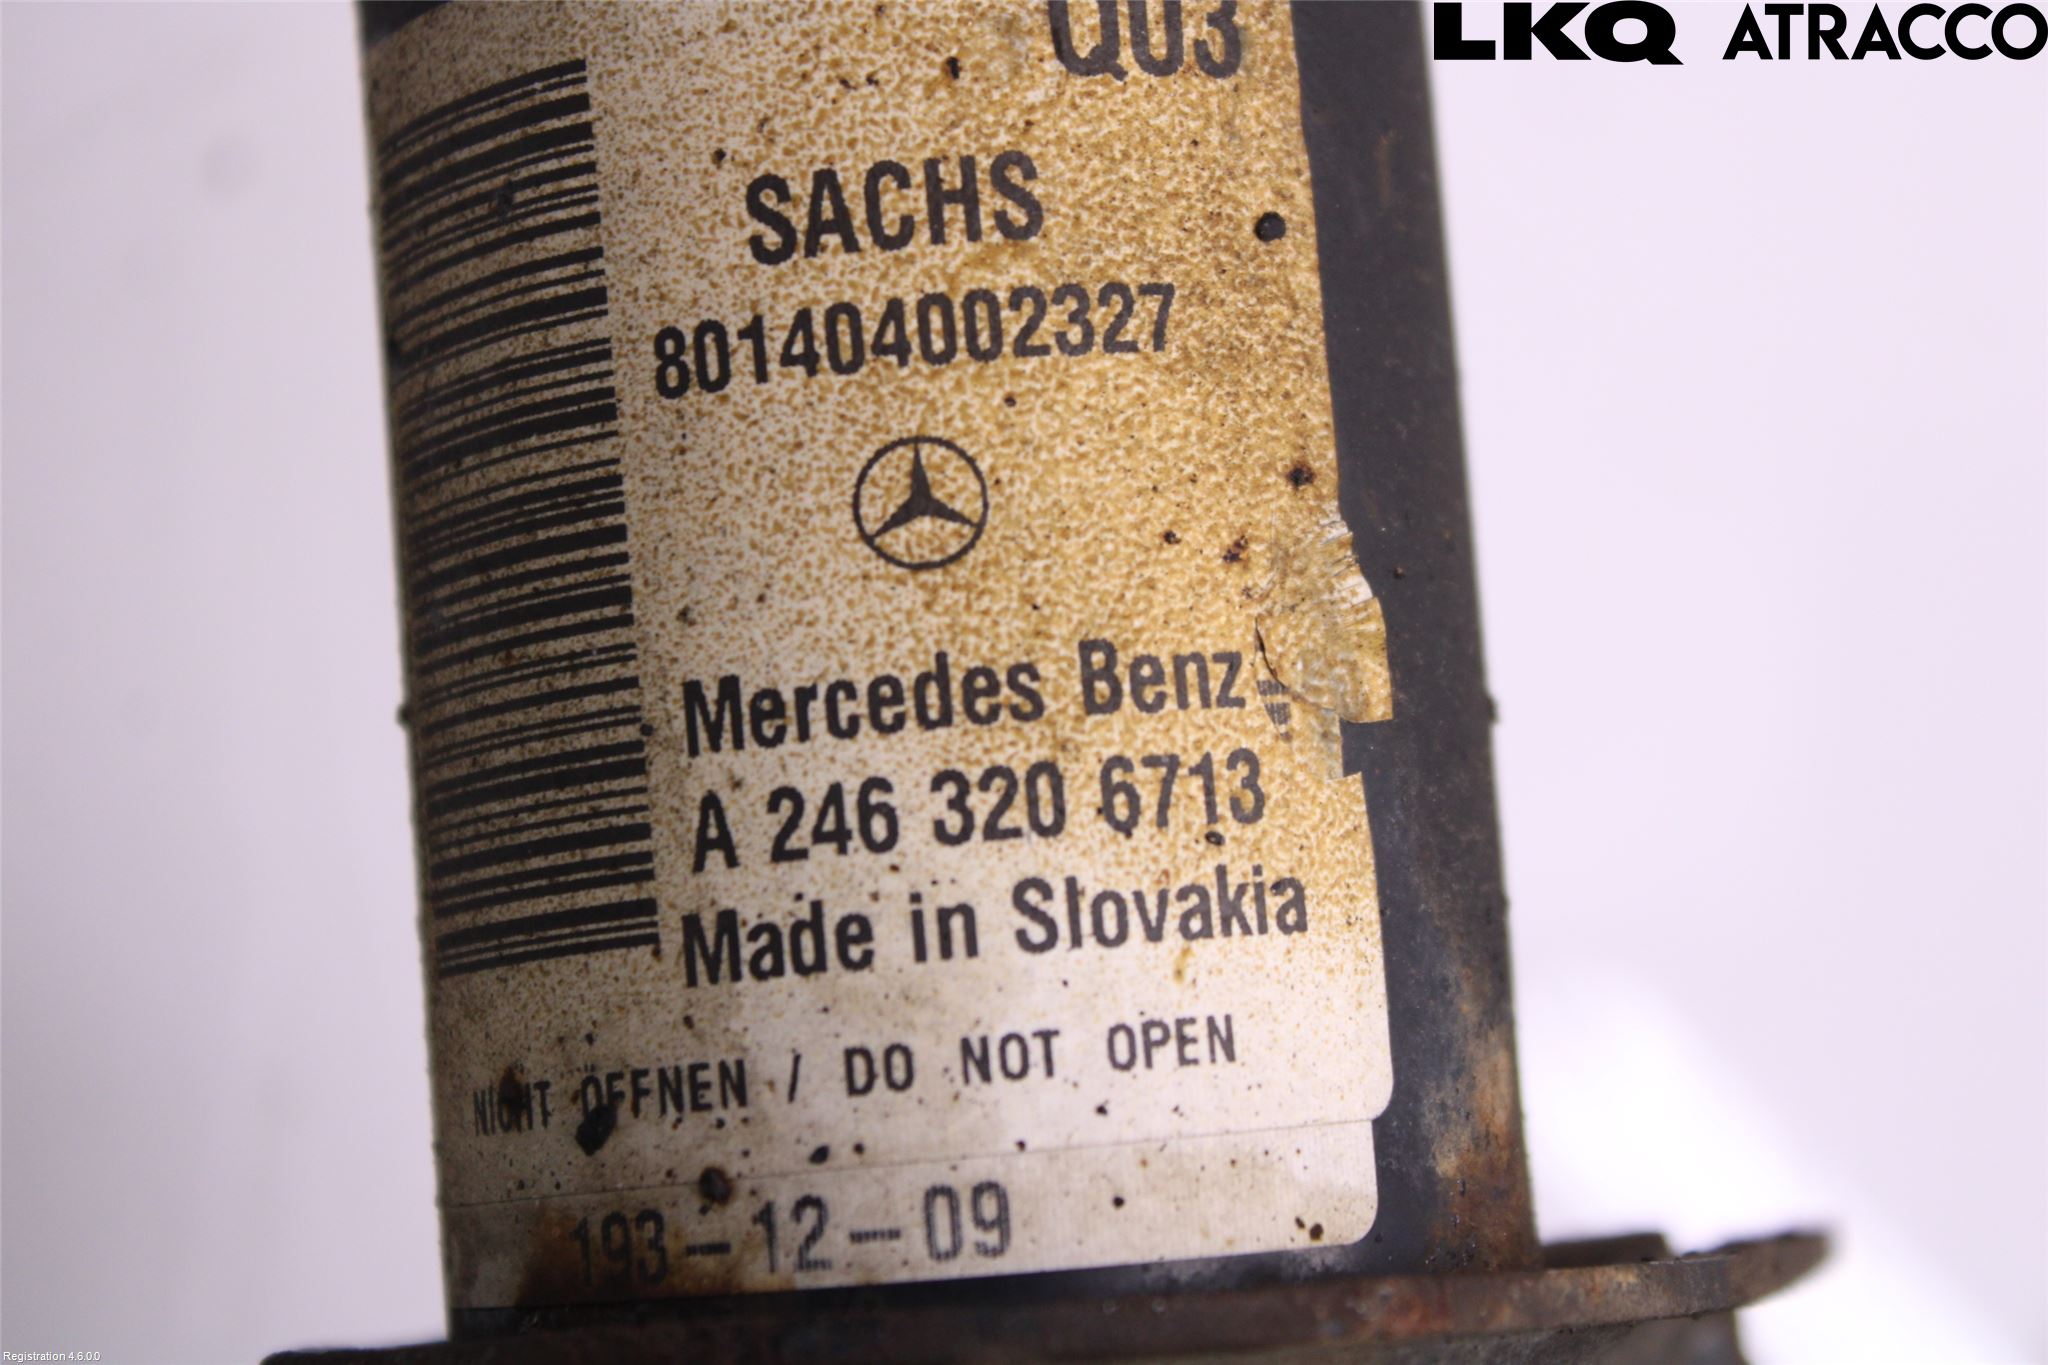 LKQ ATRACCO
Q03
SACHS
801404002327
Mercedes Benz
A 246 320 6713
Made in Slovakia
NICHT ÖFFNEN / DO NOT OPEN
193-12-09
Registration 4.6.0.0